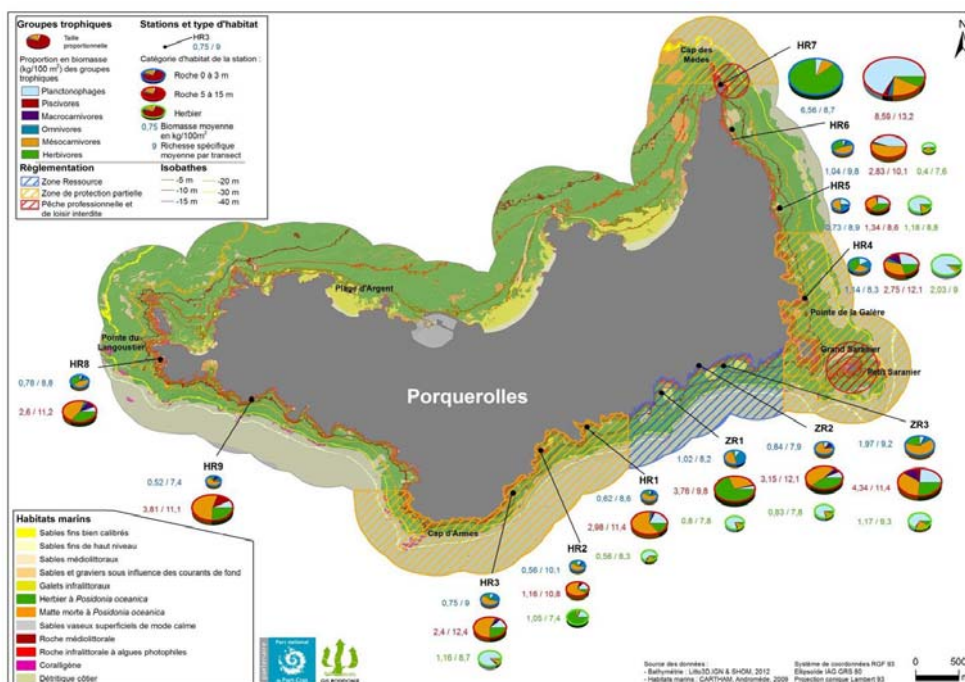 Groupes trophiques
Taille
proportionnelle
Proportion en biomasse
(kg/100 m²) des groupes
trophiques
Planctonophages
Piscivores
Macrocarnivores
Omnivores
Mésocarnivores
Herbivores
Stations et type d'habitat
HR3
0,75 / 9
Catégorie d'habitat de la station :
Roche 0 à 3 m
Roche 5 à 15 m
Herbier
0,75 Biomasse moyenne
en kg/100m²
9 Richesse spécifique
moyenne par transect
Règlementation
Zone Ressource
Zone de protection partielle
Pêche professionnelle et
de loisir interdite
Isobathes
-5 m
-10 m
-15 m
-20 m
-30 m
-40 m
N
Cap des
Mèdes
HR7
6,56 / 8,7
8,59 / 13,2
HR6
1,04 / 9,8
2,83 / 10,1
0,4 / 7,6
HR5
0,73 / 8,9
1,34 / 8,6
1,18 / 8,8
HR4
1,14 / 8,3
2,75 / 12,1
2,03 / 9
Pointe de la Galère
Grand Saranier
Petit Saranier
Plage d'Argent
Pointe du
Langoustier
HR8
0,78 / 8,8
2,6 / 11,2
Porquerolles
HR9
0,52 / 7,4
3,81 / 11,1
Cap d'Armes
HR3
0,75 / 9
2,4 / 12,4
1,16 / 8,7
HR2
0,56 / 10,1
1,16 / 10,8
1,05 / 7,4
HR1
0,62 / 8,6
2,98 / 11,4
0,56 / 6,3
ZR1
1,02 / 8,2
3,76 / 9,8
0,6 / 7,8
ZR2
0,64 / 7,9
3,15 / 12,1
0,83 / 7,8
ZR3
1,97 / 9,2
4,34 / 11,4
1,17 / 8,3
Habitats marins
Sables fins bien calibrés
Sables fins de haut niveau
Sables médiolittoraux
Sables et graviers sous influence des courants de fond
Galets infralittoraux
Herbier à Posidonia oceanica
Matte morte à Posidonia oceanica
Sables vaseux superficiels de mode calme
Roche médiolittorale
Roche infralittorale à algues photophiles
Coralligène
Détritique côtier
Parc national
de Port-Cros
GIS POSIDONIE
Source des données :
- Bathymétrie : Litto3D,IGN & SHOM, 2012
- Habitats marins : CARTHAM, Andromède, 2009
Système de coordonnées RGF 93
Ellipsoïde IAG GRS 80
Projection conique Lambert 93
0 500
m